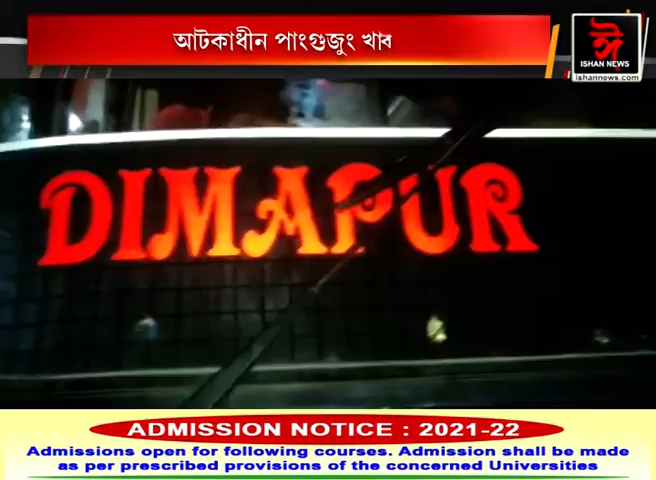 আটকাধীন পাংগুজুং খাৰ
ঈ
ISHAN NEWS
ishannews.com
DIMAPUR
ADMISSION NOTICE : 2021-22
Admissions open for following courses. Admission shall be made
as per prescribed provisions of the concerned Universities